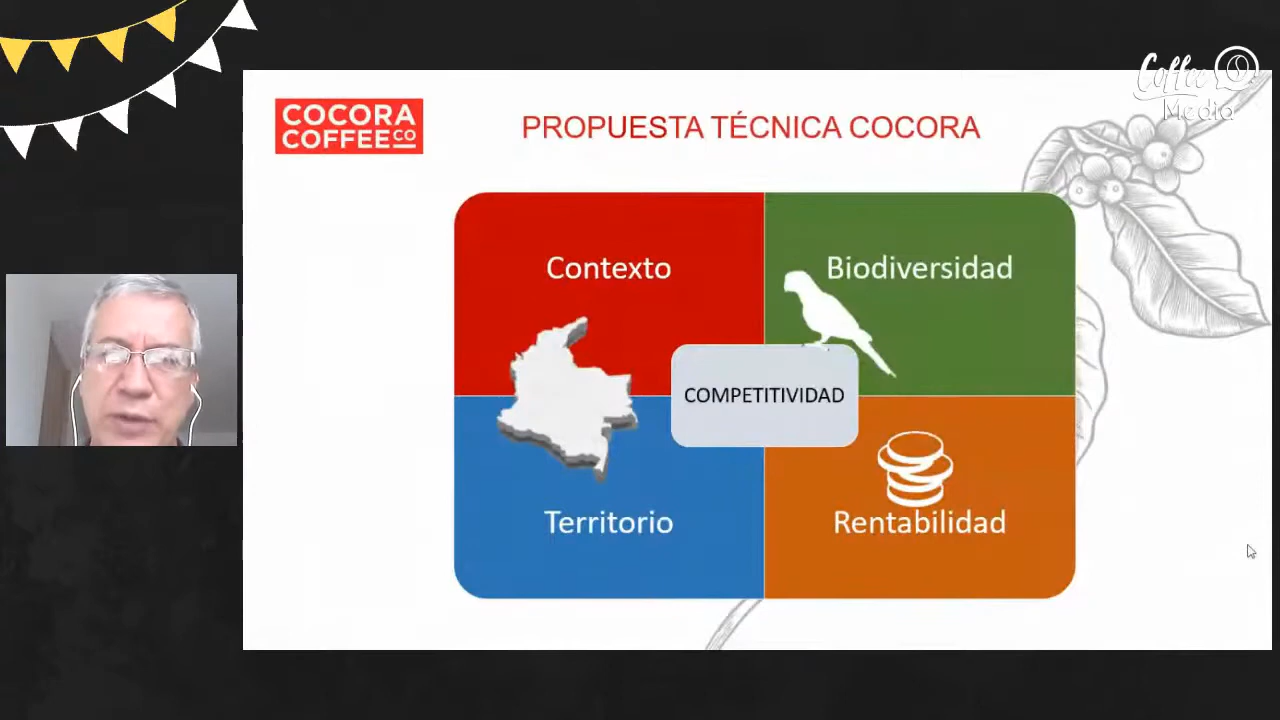 Coffee
Media
COCORA
COFFEE CO
PROPUESTA TÉCNICA COCORA
Contexto
Biodiversidad
COMPETITIVIDAD
Territorio
Rentabilidad